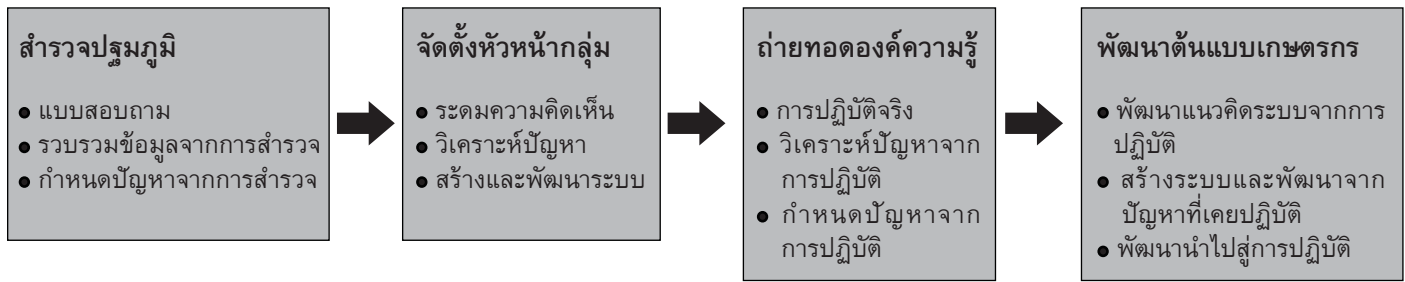 สำรวจปฐมภูมิ
● แบบสอบถาม
● รวบรวมข้อมูลจากการสำรวจ
● กำหนดปัญหาจากการสำรวจ
จัดตั้งหัวหน้ากลุ่ม
● ระดมความคิดเห็น
● วิเคราะห์ปัญหา
● สร้างและพัฒนาระบบ
ถ่ายทอดองค์ความรู้
● การปฏิบัติจริง
● วิเคราะห์ปัญหาจาก
การปฏิบัติ
● กำหนดปัญหาจาก
การปฏิบัติ
พัฒนาต้นแบบเกษตรกร
● พัฒนาแนวคิดระบบจากการ
ปฏิบัติ
● สร้างระบบและพัฒนาจาก
ปัญหาที่เคยปฏิบัติ
● พัฒนานำไปสู่การปฏิบัติ